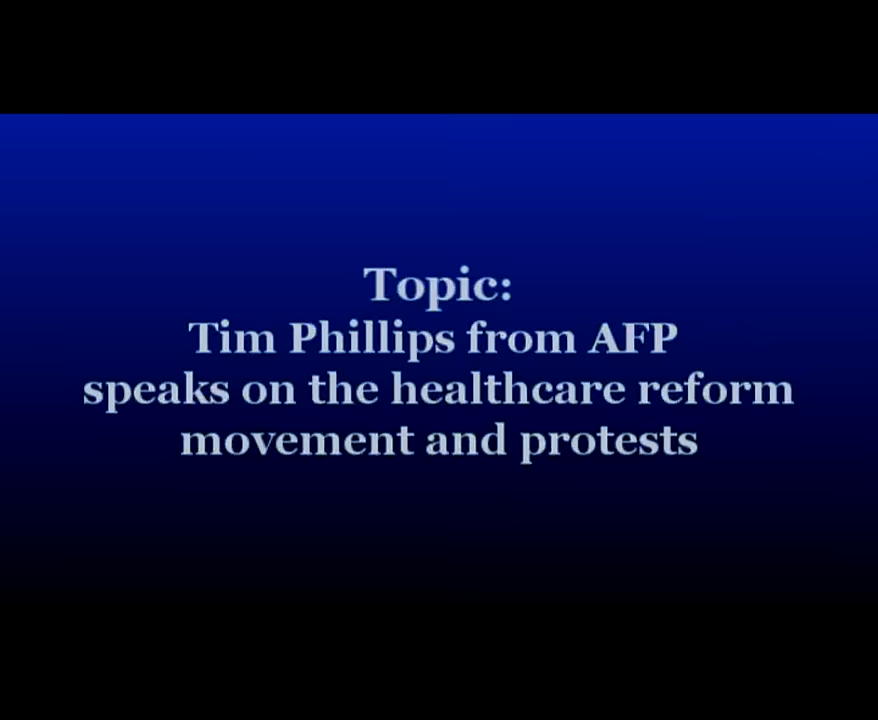 Topic:
Tim Phillips from AFP
speaks on the healthcare reform
movement and protests